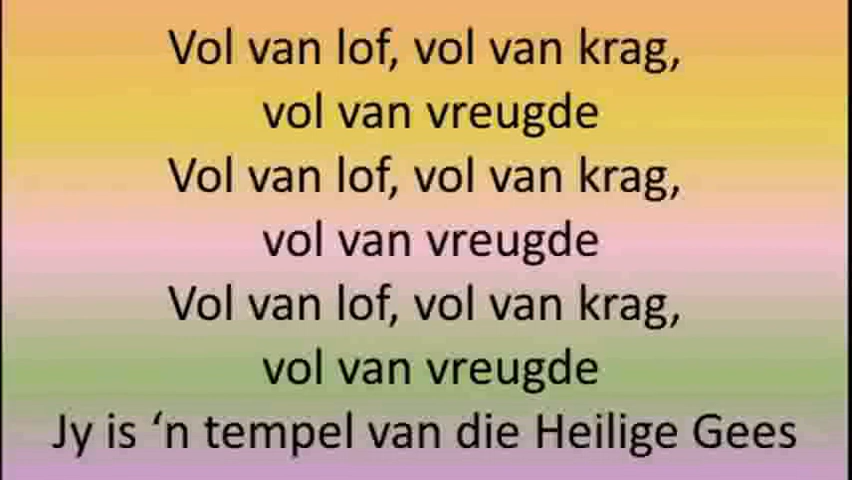 Vol van lof, vol van krag,
vol van vreugde
Vol van lof, vol van krag,
vol van vreugde
Vol van lof, vol van krag,
vol van vreugde
Jy is ‘n tempel van die Heilige Gees